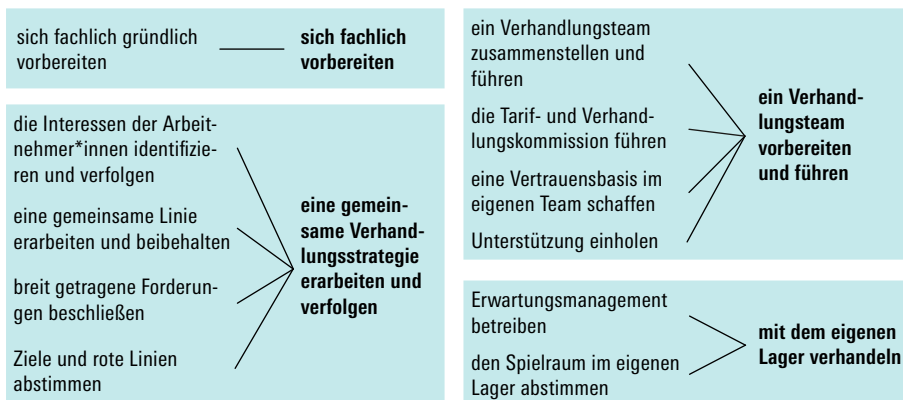 sich fachlich gründlich
vorbereiten
sich fachlich
vorbereiten
die Interessen der Arbeit-
nehmer*innen identifizie-
ren und verfolgen
eine gemeinsame Linie
erarbeiten und beibehalten
breit getragene Forderun-
gen beschließen
Ziele und rote Linien
abstimmen
eine gemein-
same Verhand-
lungsstrategie
erarbeiten und
verfolgen
ein Verhandlungsteam
zusammenstellen und
führen
die Tarif- und Verhand-
lungskommission führen
eine Vertrauensbasis im
eigenen Team schaffen
Unterstützung einholen
ein Verhand-
lungsteam
vorbereiten
und führen
Erwartungsmanagement
betreiben
den Spielraum im eigenen
Lager abstimmen
mit dem eigenen
Lager verhandeln